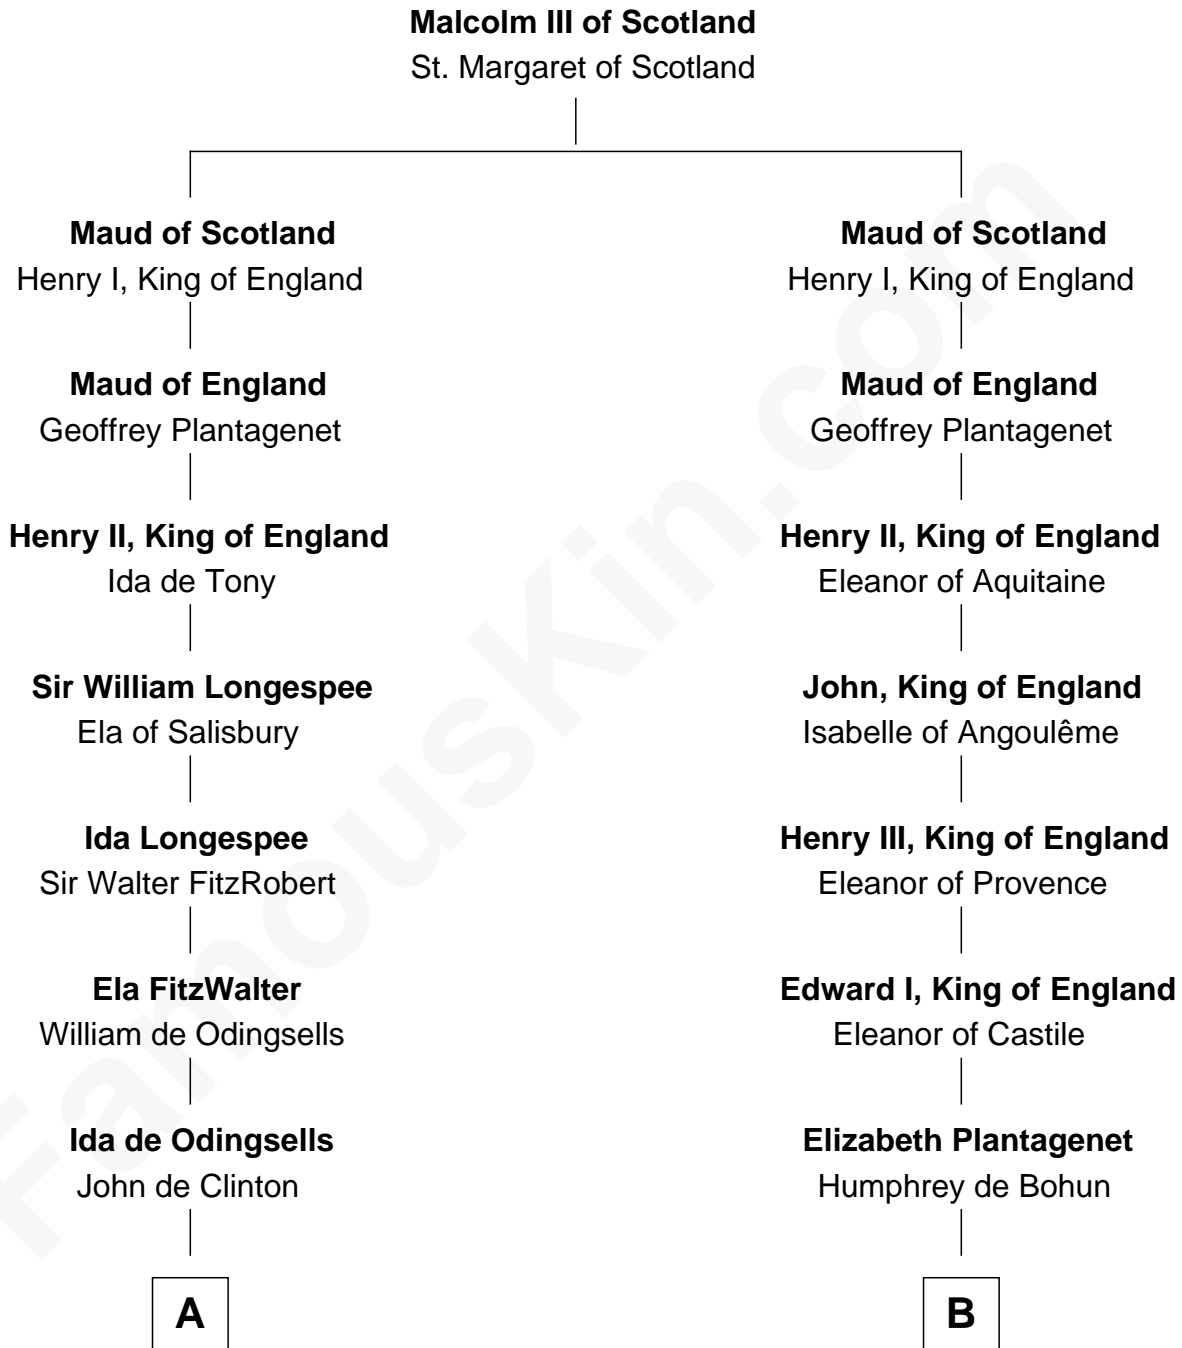 Malcolm III of Scotland
St. Margaret of Scotland
Maud of Scotland
Henry I, King of England
Maud of England
Geoffrey Plantagenet
Henry II, King of England
Ida de Tony
Sir William Longespee
Ela of Salisbury
Ida Longespee
Sir Walter FitzRobert
Ela FitzWalter
William de Odingsells
Ida de Odingsells
John de Clinton
A
Maud of Scotland
Henry I, King of England
Maud of England
Geoffrey Plantagenet
Henry II, King of England
Eleanor of Aquitaine
John, King of England
Isabelle of Angoulême
Henry III, King of England
Eleanor of Provence
Edward I, King of England
Eleanor of Castile
Elizabeth Plantagenet
Humphrey de Bohun
B
FamousKin.com